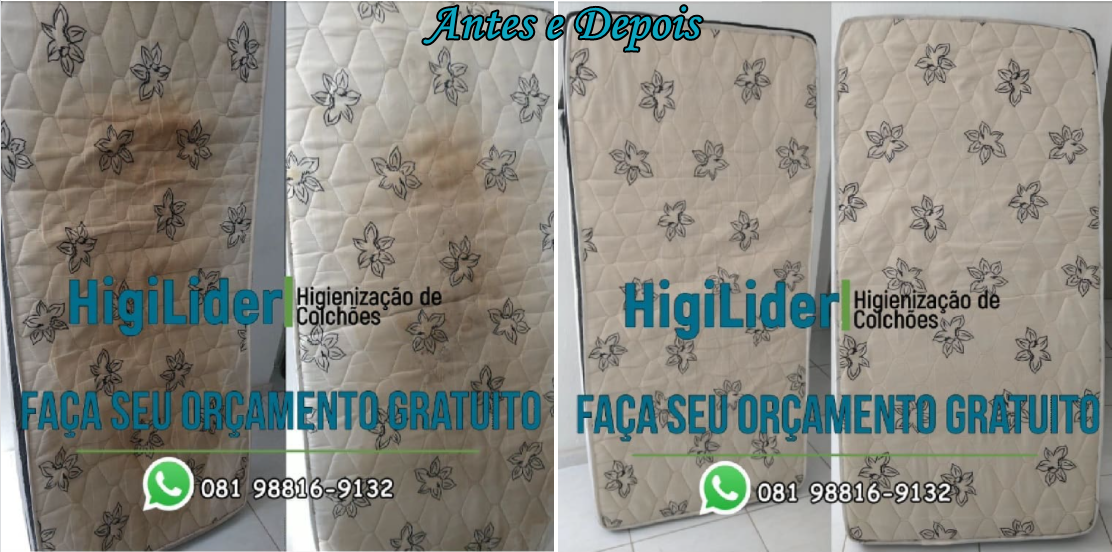 Antes e Depois
HigiLider
Higienização de
Colchões
FAÇA SEU ORÇAMENTO GRATUITO
081 98816-9132
HigiLider
Higienização de
Colchões
FAÇA SEU ORÇAMENTO GRATUITO
081 98816-9132